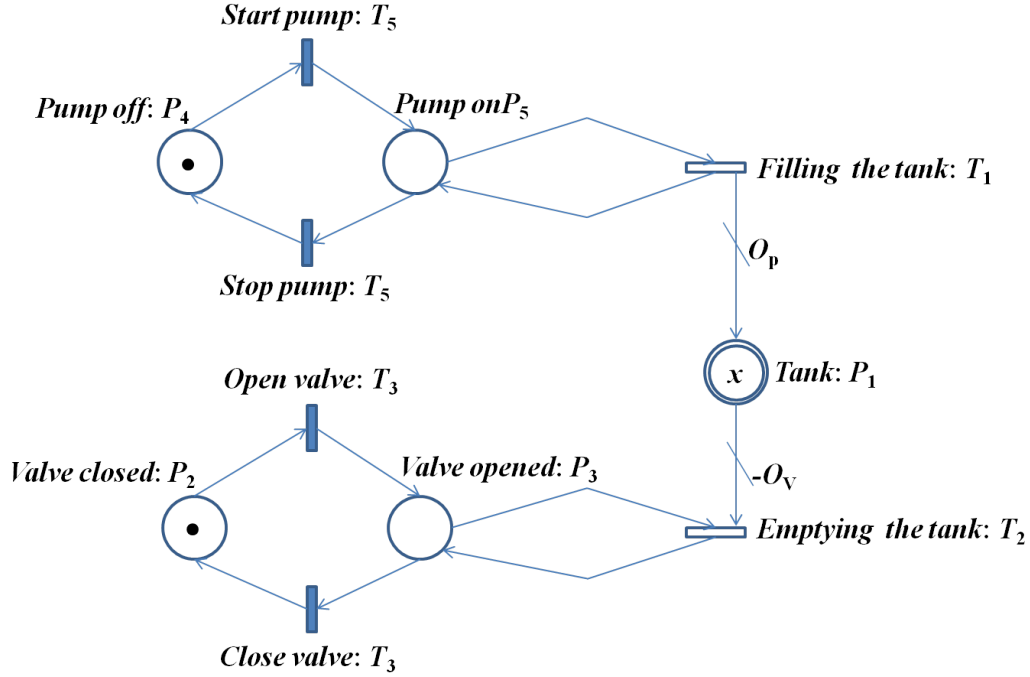 Start pump: T5
Pump off: P4
Pump onP5
Filling the tank: T1
Op
Stop pump: T5
x
Tank: P1
Open valve: T3
Valve closed: P2
Valve opened: P3
-OV
Emptying the tank: T2
Close valve: T3